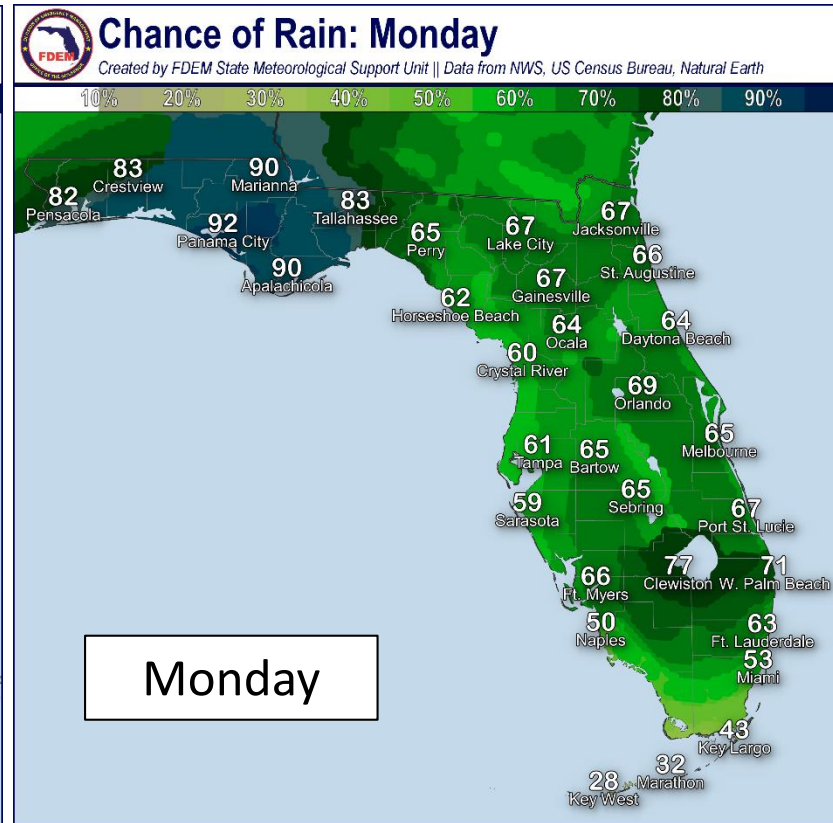 FDEM
Chance of Rain: Monday
Created by FDEM State Meteorological Support Unit || Data from NWS, US Census Bureau, Natural Earth
10% 20% 30% 40% 50% 60% 70% 80% 90%
83
Crestview
90
Marianna
82
Pensacola
92
Panama City
83
Tallahassee
90
Apalachicola
65
Perry
67
Lake City
67
Jacksonville
66
St. Augustine
67
Gainesville
62
Horseshoe Beach
64
Ocala
64
Daytona Beach
60
Crystal River
69
Orlando
61
Tampa
65
Bartow
65
Melbourne
59
Sarasota
65
Sebring
67
Port St. Lucie
66
Ft. Myers
77
Clewiston
71
W. Palm Beach
50
Naples
63
Ft. Lauderdale
53
Miami
Monday
43
Key Largo
32
Marathon
28
Key West